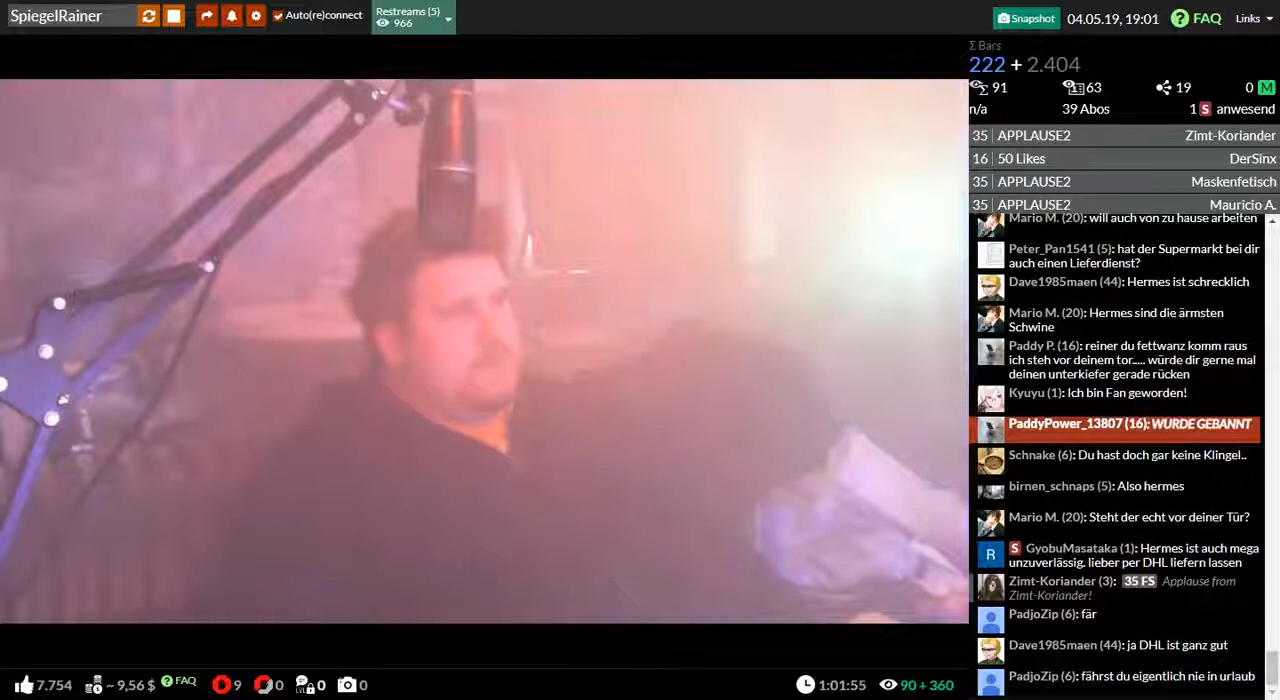 SpiegelRainer
Auto(re)connect
Restreams (5)
966
Snapshot
04.05.19, 19:01
FAQ
Links
Σ Bars
222 + 2.404
91
63
19
0 M
n/a
39 Abos
1 S anwesend
35 APPLAUSE2 Zimt-Koriander
16 50 Likes DerSinx
35 APPLAUSE2 Maskenfetisch
35 APPLAUSE2 Mauricio A.
Mario M. (20): will auch von zu hause arbeiten
Peter_Pan1541 (5): hat der Supermarkt bei dir
auch einen Lieferdienst?
Dave1985maen (44): Hermes ist schrecklich
Mario M. (20): Hermes sind die ärmsten
Schwine
Paddy P. (16): reiner du fettwanz komm raus
ich steh vor deinem tor..... würde dir gerne mal
deinen unterkiefer gerade rücken
Kyuyu (1): Ich bin Fan geworden!
PaddyPower_13807 (16): WURDE GEBANNT
Schnake (6): Du hast doch gar keine Klingel..
birnen_schnaps (5): Also hermes
Mario M. (20): Steht der echt vor deiner Tür?
R
S GyobuMasataka (1): Hermes ist auch mega
unzuverlässig. lieber per DHL liefern lassen
Zimt-Koriander (3): 35 FS Applause from
Zimt-Koriander!
PadjoZip (6): fär
Dave1985maen (44): ja DHL ist ganz gut
PadjoZip (6): fährst du eigentlich nie in urlaub
7.754
~ 9,56 $
FAQ
9
0
0
0
1:01:55
90 + 360